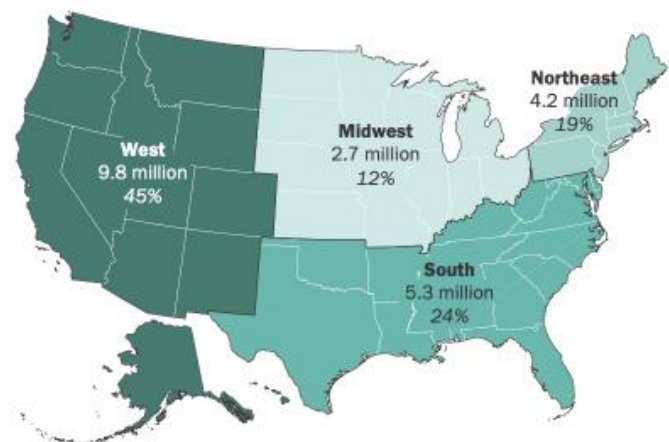 Northeast
4.2 million
19%
Midwest
2.7 million
12%
West
9.8 million
45%
South
5.3 million
24%